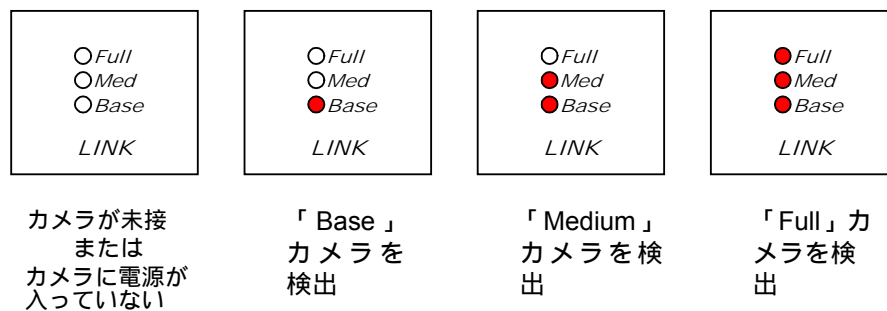 Full
Med
Base
LINK
カメラが未接
または
カメラに電源が
入っていない
Full
Med
Base
LINK
「 Base 」
カメラを
検出
Full
Med
Base
LINK
「 Medium 」
カメラを検
出
Full
Med
Base
LINK
「Full」カ
メラを検
出